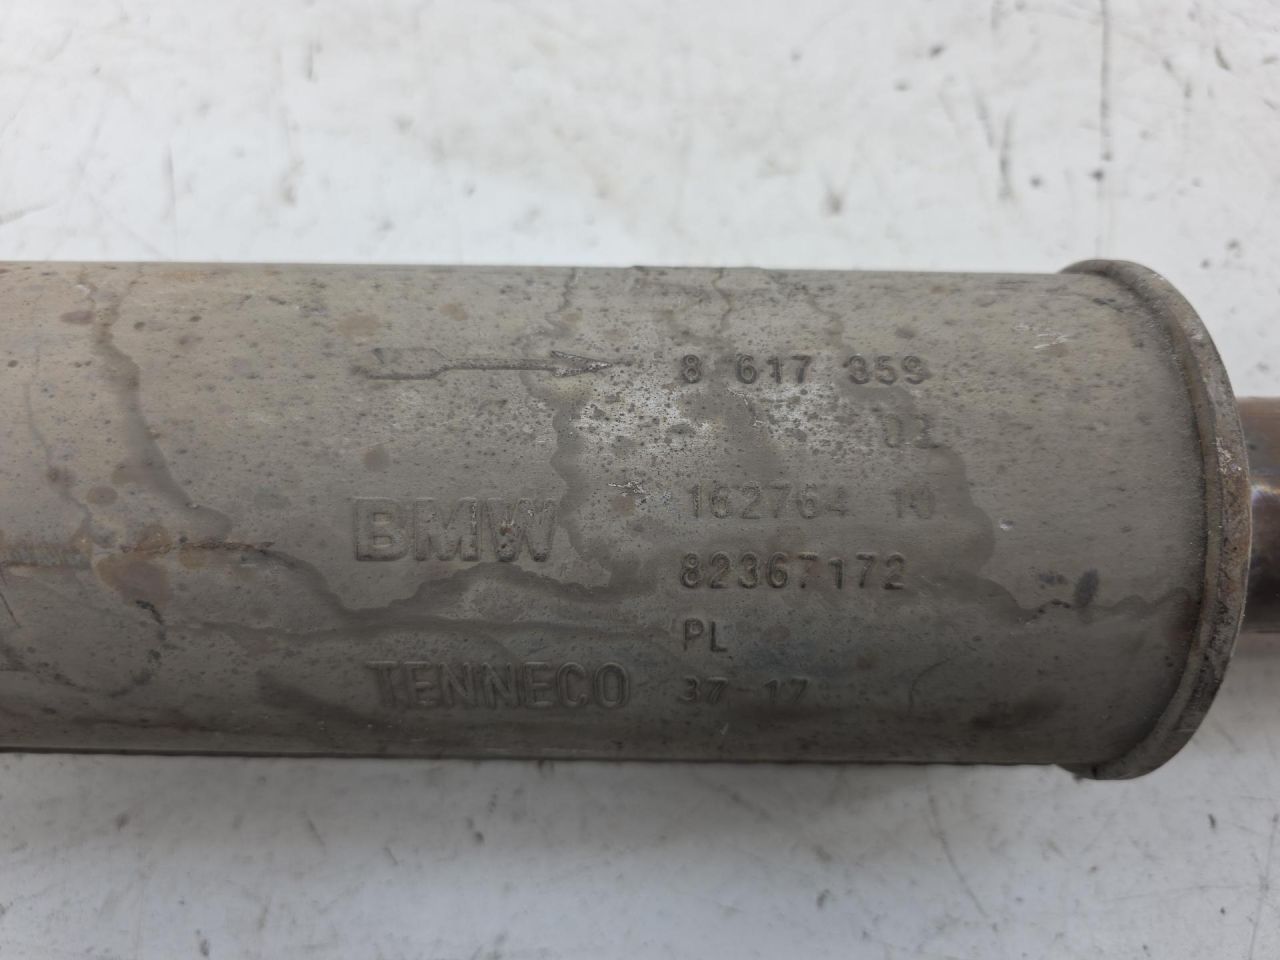 8 617 359
02
162764 10
BMW
82367172
PL
TENNECO 37 17